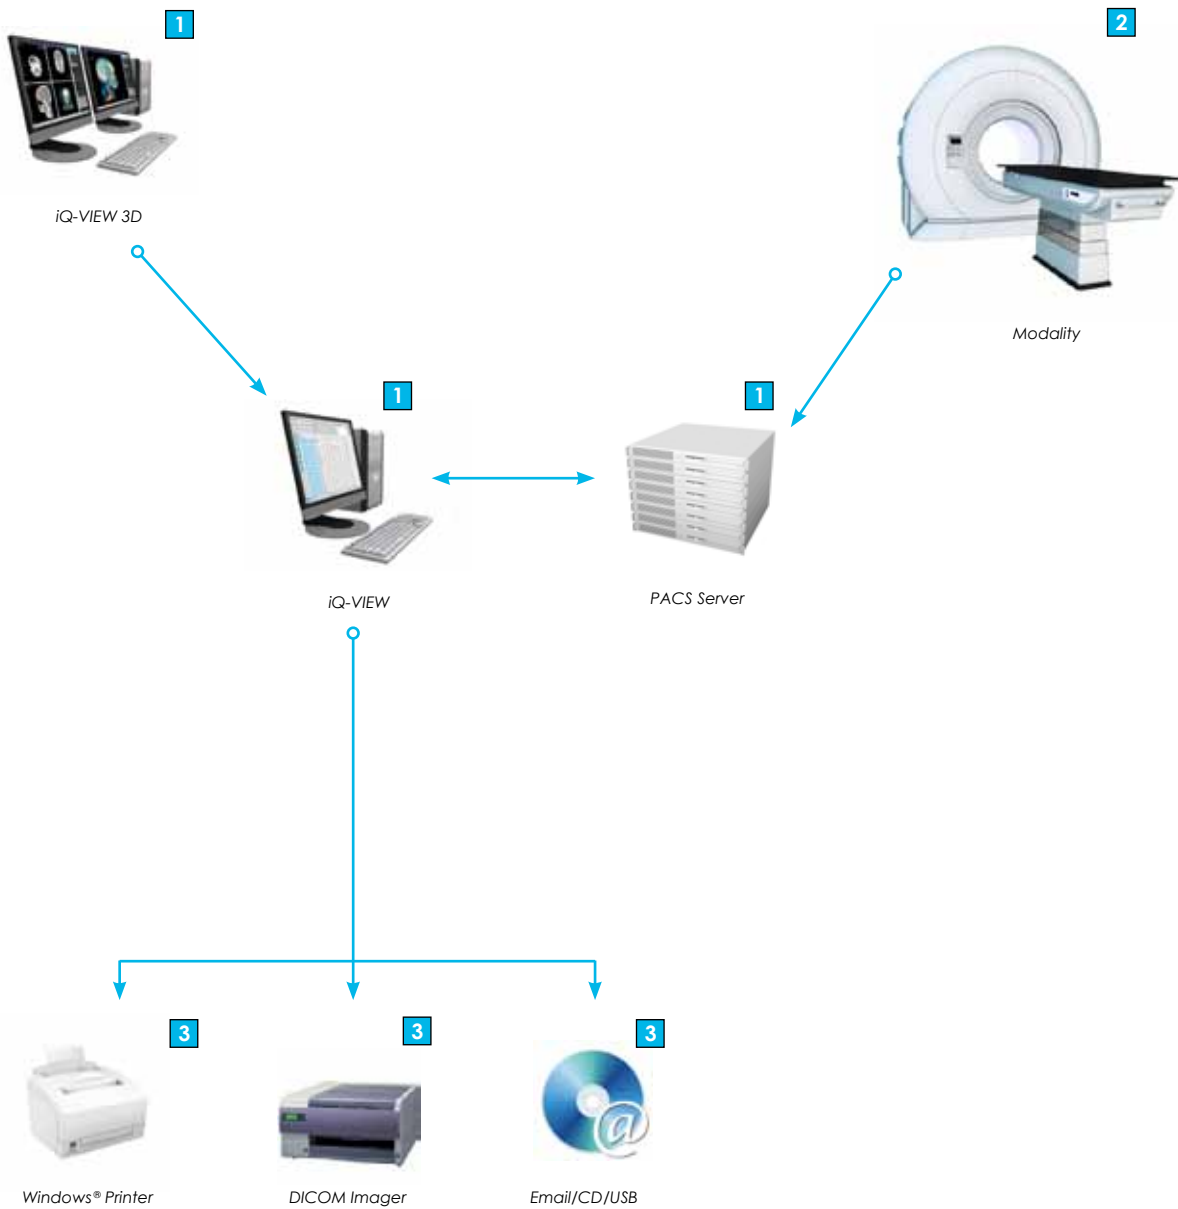 1
2
iQ-VIEW 3D
Modality
1
1
iQ-VIEW
PACS Server
3
3
3
Windows® Printer
DICOM Imager
Email/CD/USB
@